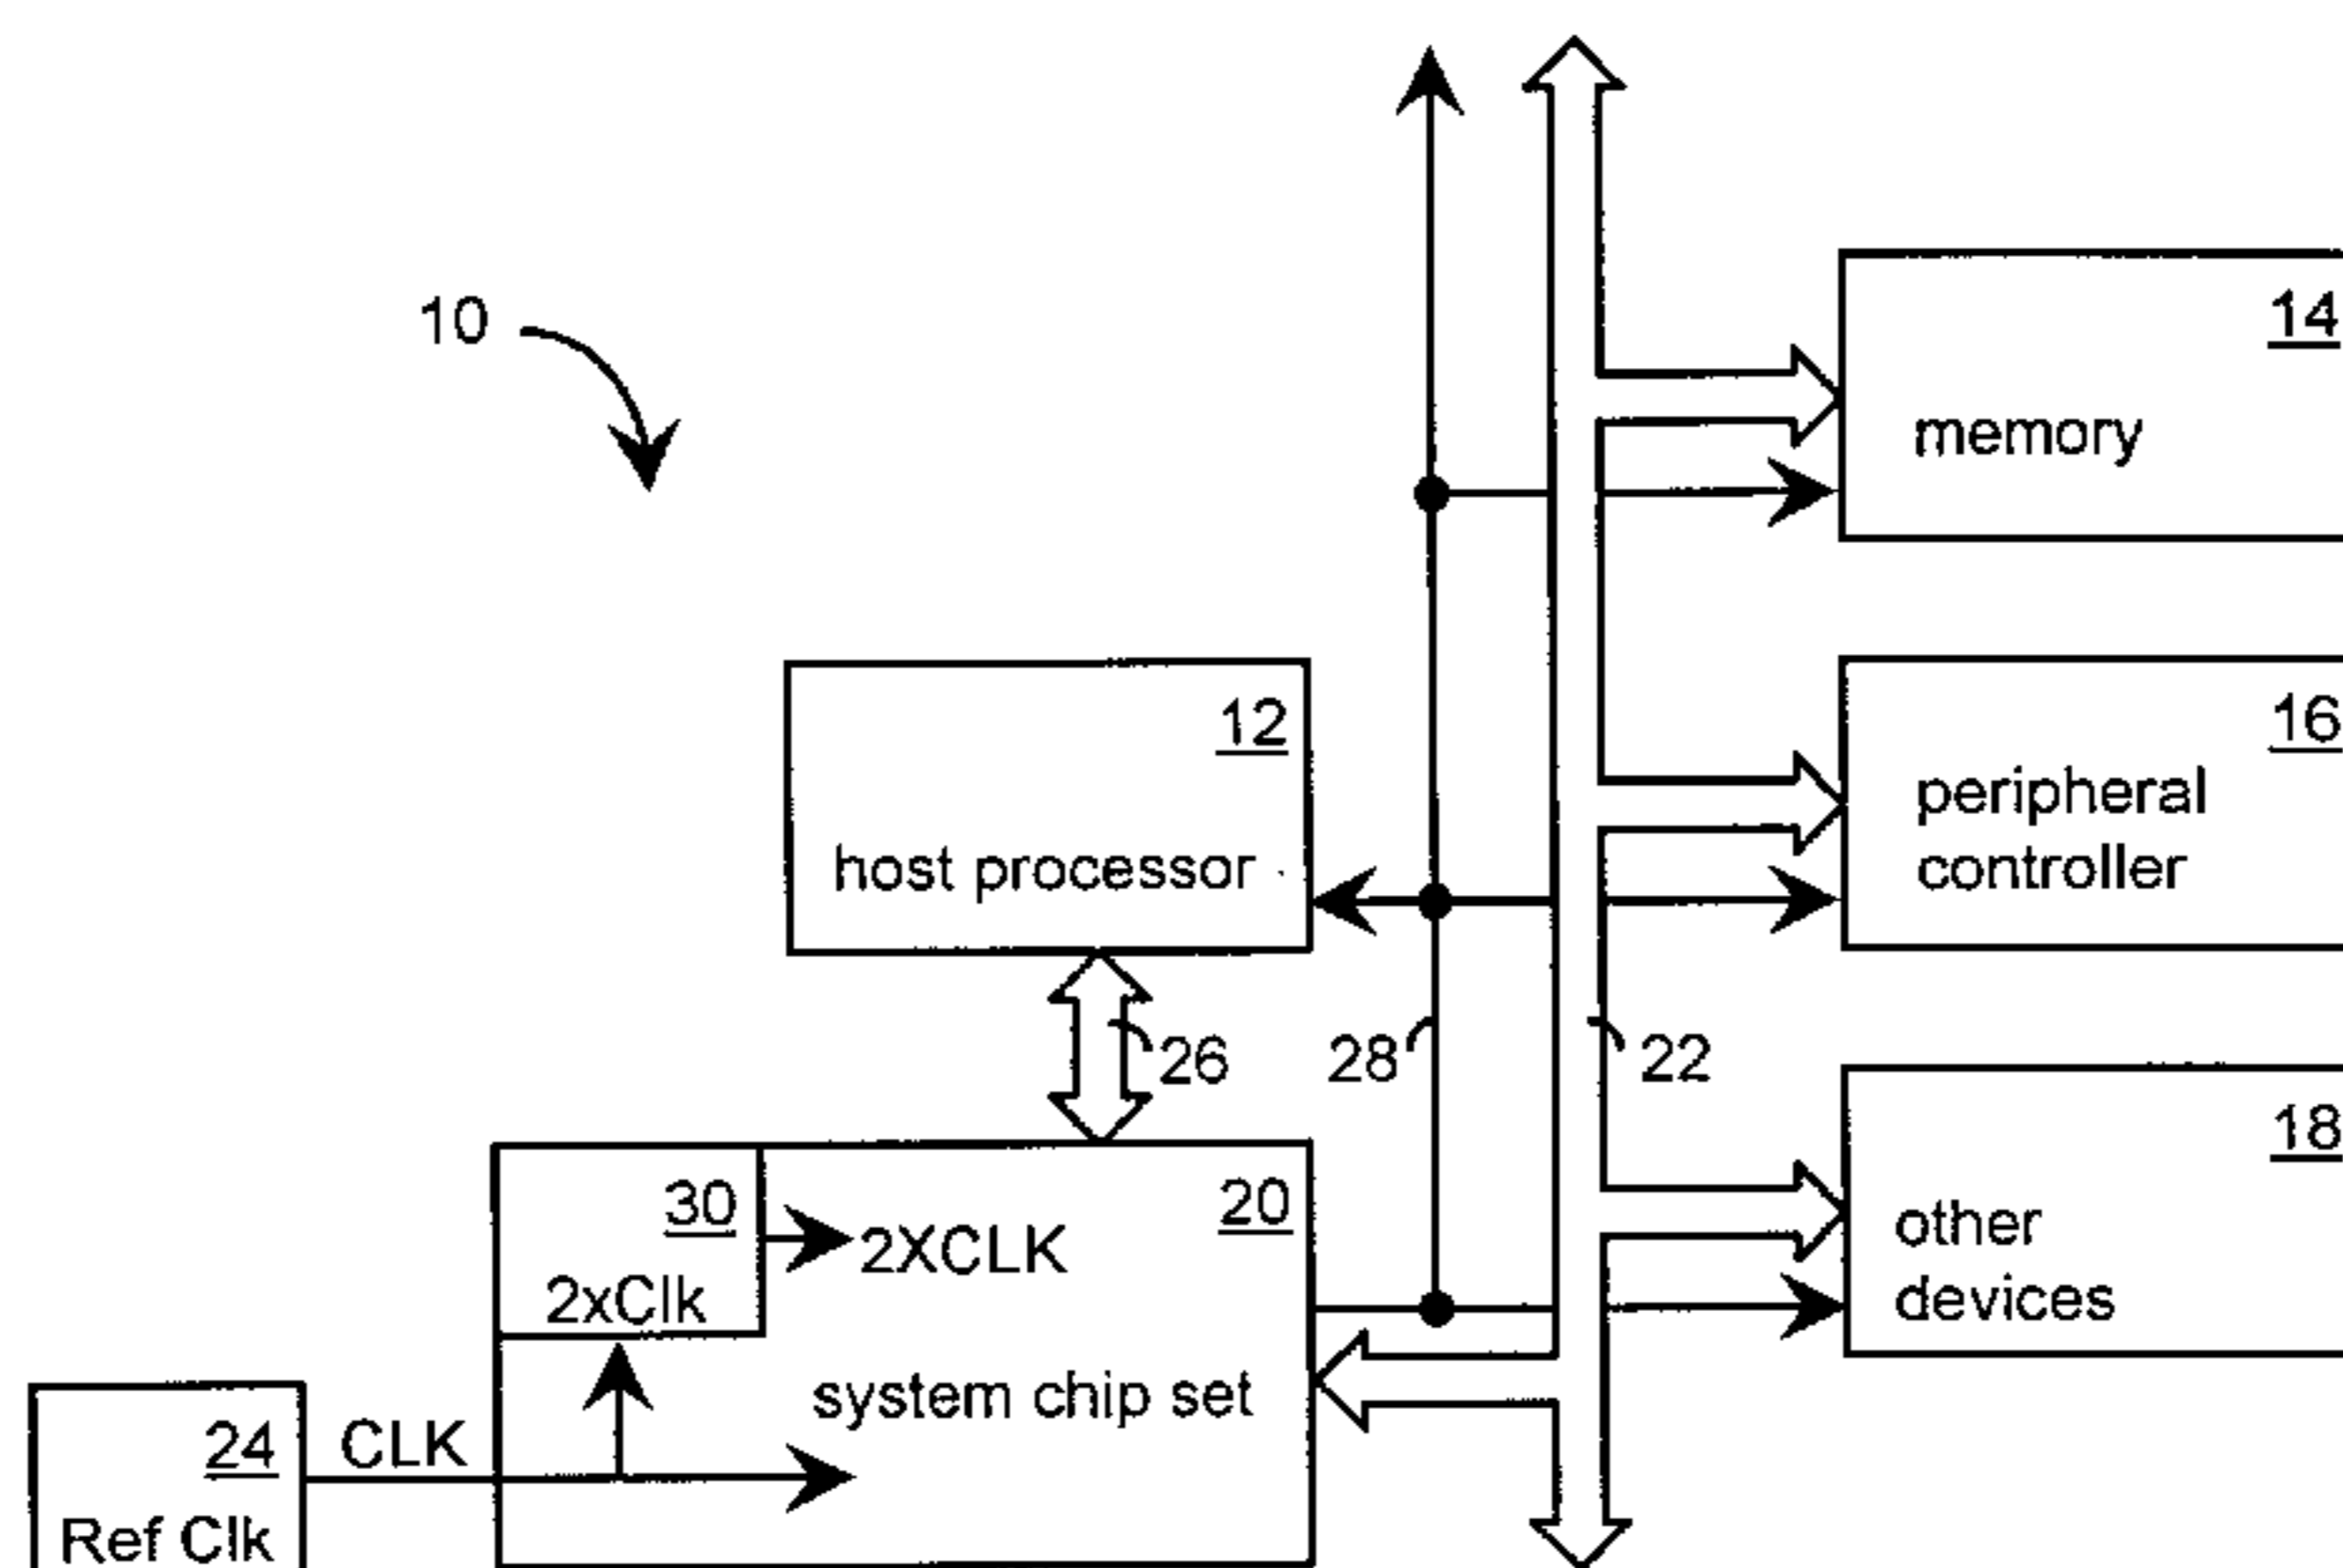 10
14
memory
12
host processor
16
peripheral
controller
26
28
22
18
other
devices
30
2xClk
2XCLK
20
system chip set
24
Ref Clk
CLK